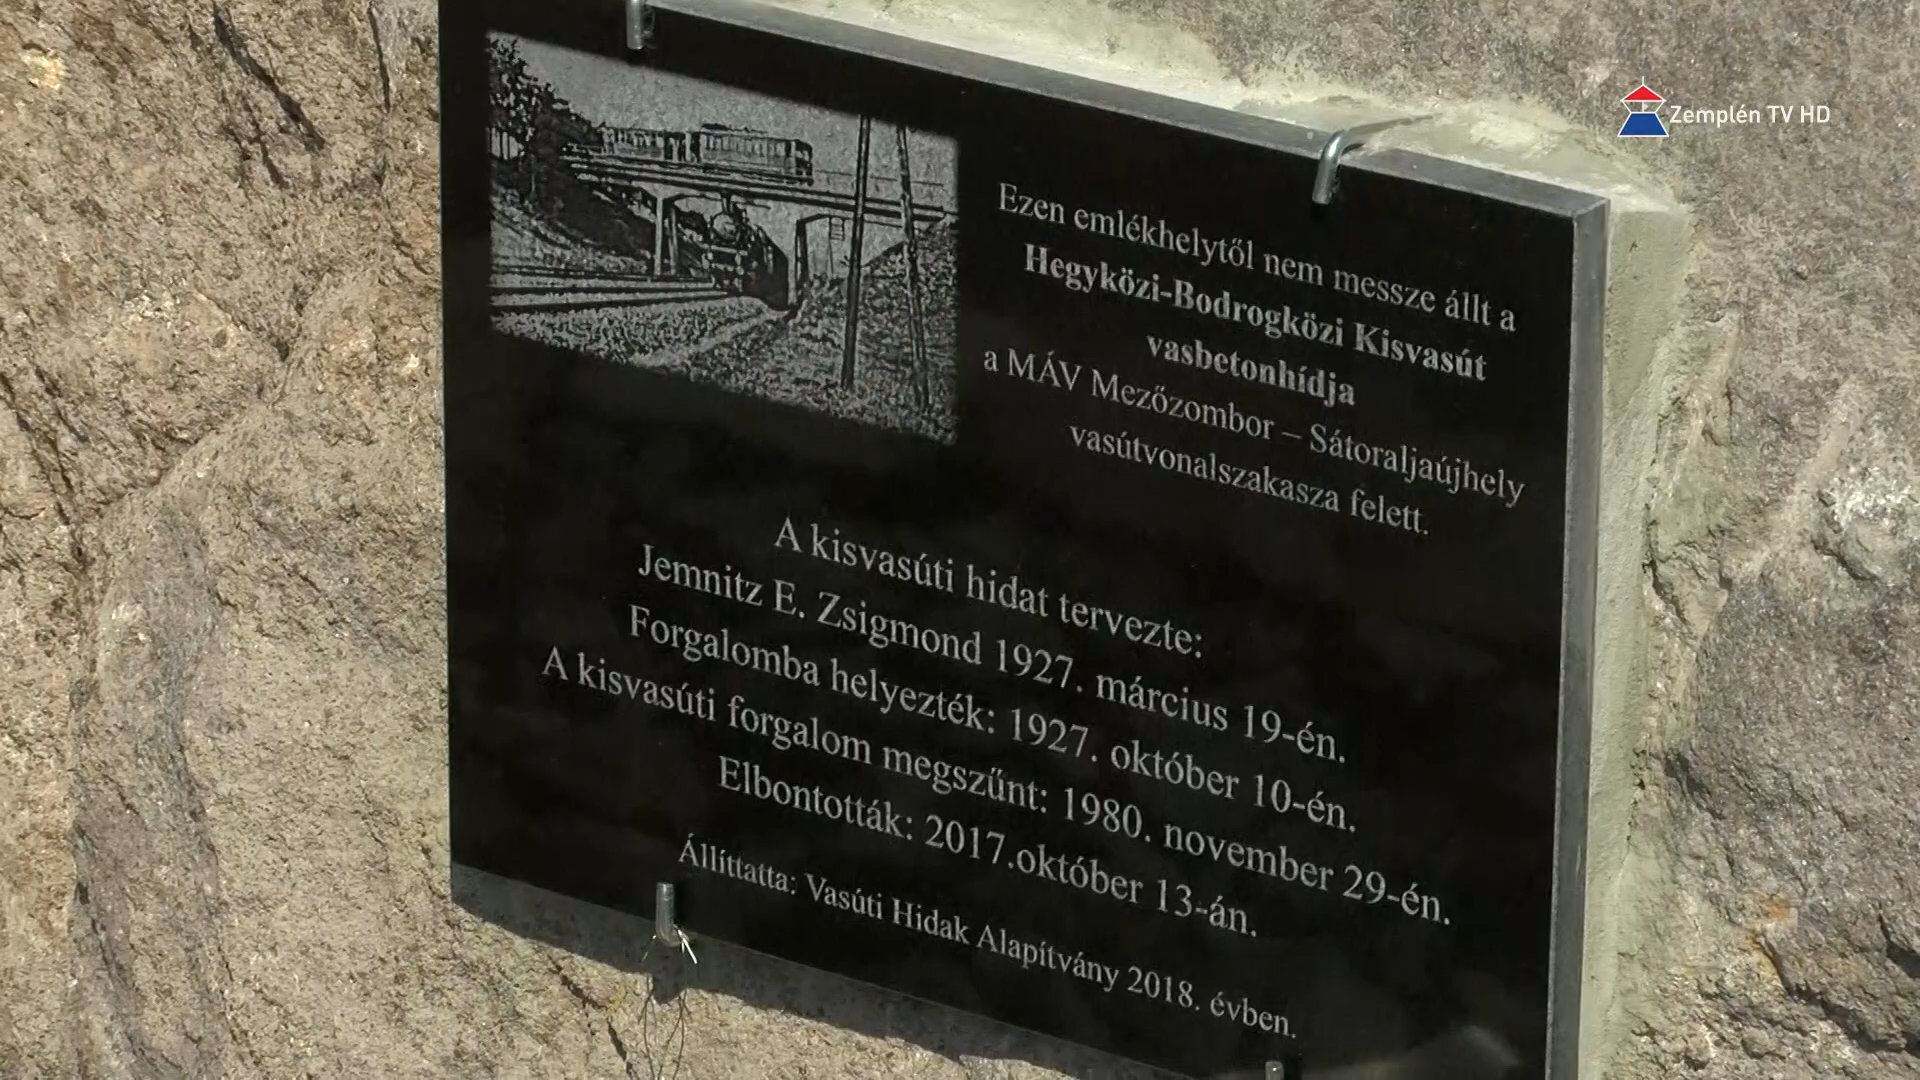 Zemplén TV HD
Ezen emlékhelytől nem messze állt a
Hegyközi-Bodrogközi Kisvasút
vasbetonhídja
a MÁV Mezőzombor – Sátoraljaújhely
vasútvonalszakasza felett.
A kisvasúti hidat tervezte:
Jemnitz E. Zsigmond 1927. március 19-én.
Forgalomba helyezték: 1927. október 10-én.
A kisvasúti forgalom megszűnt: 1980. november 29-én.
Elbontották: 2017.október 13-án.
Állíttatta: Vasúti Hidak Alapítvány 2018. évben.